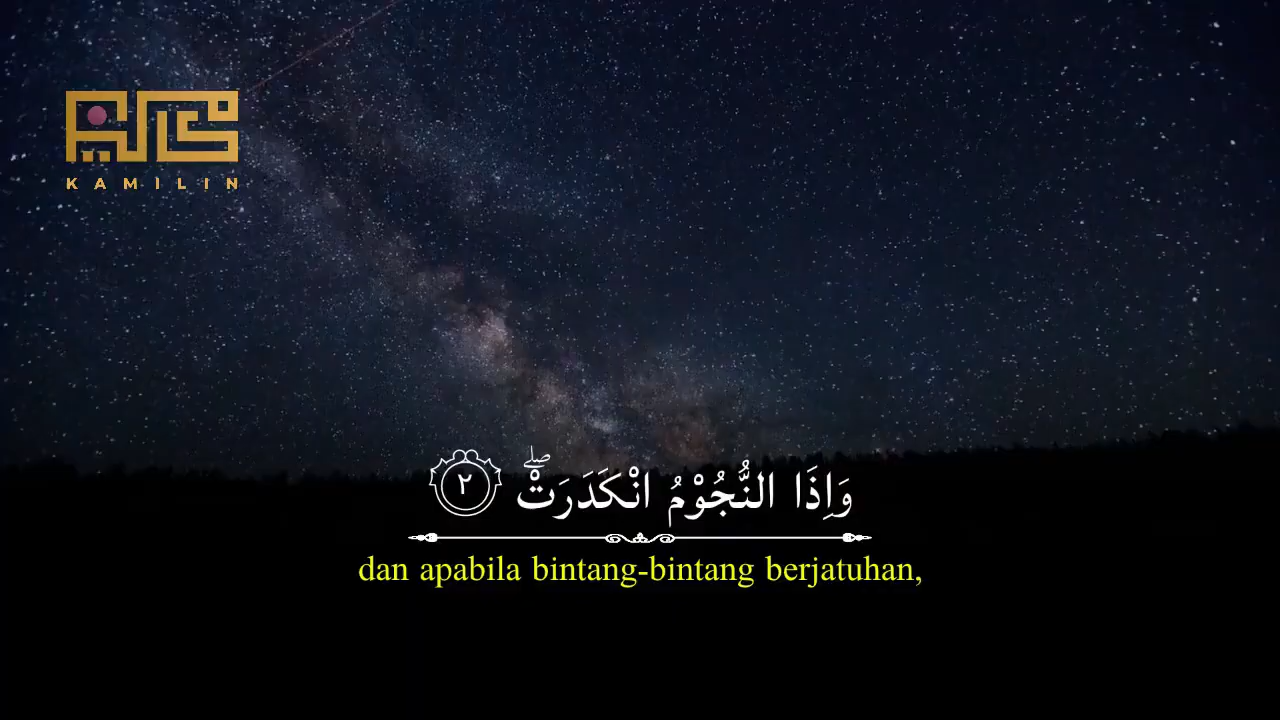 KAMILIN
وَاِذَا النُّجُوْمُ انْكَدَرَتْۖ ٢
dan apabila bintang-bintang berjatuhan,